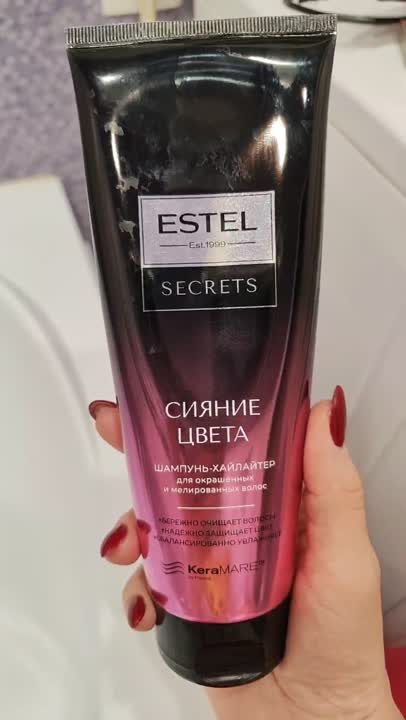 ESTEL
Est.1999
SECRETS
СИЯНИЕ
ЦВЕТА
ШАМПУНЬ-ХАЙЛАЙТЕР
для окрашенных
и мелированных волос
БЕРЕЖНО ОЧИЩАЕТ ВОЛОСЫ
НАДЕЖНО ЗАЩИЩАЕТ ЦВЕТ
СБАЛАНСИРОВАННО УВЛАЖНЯЕТ
KeraMARE™